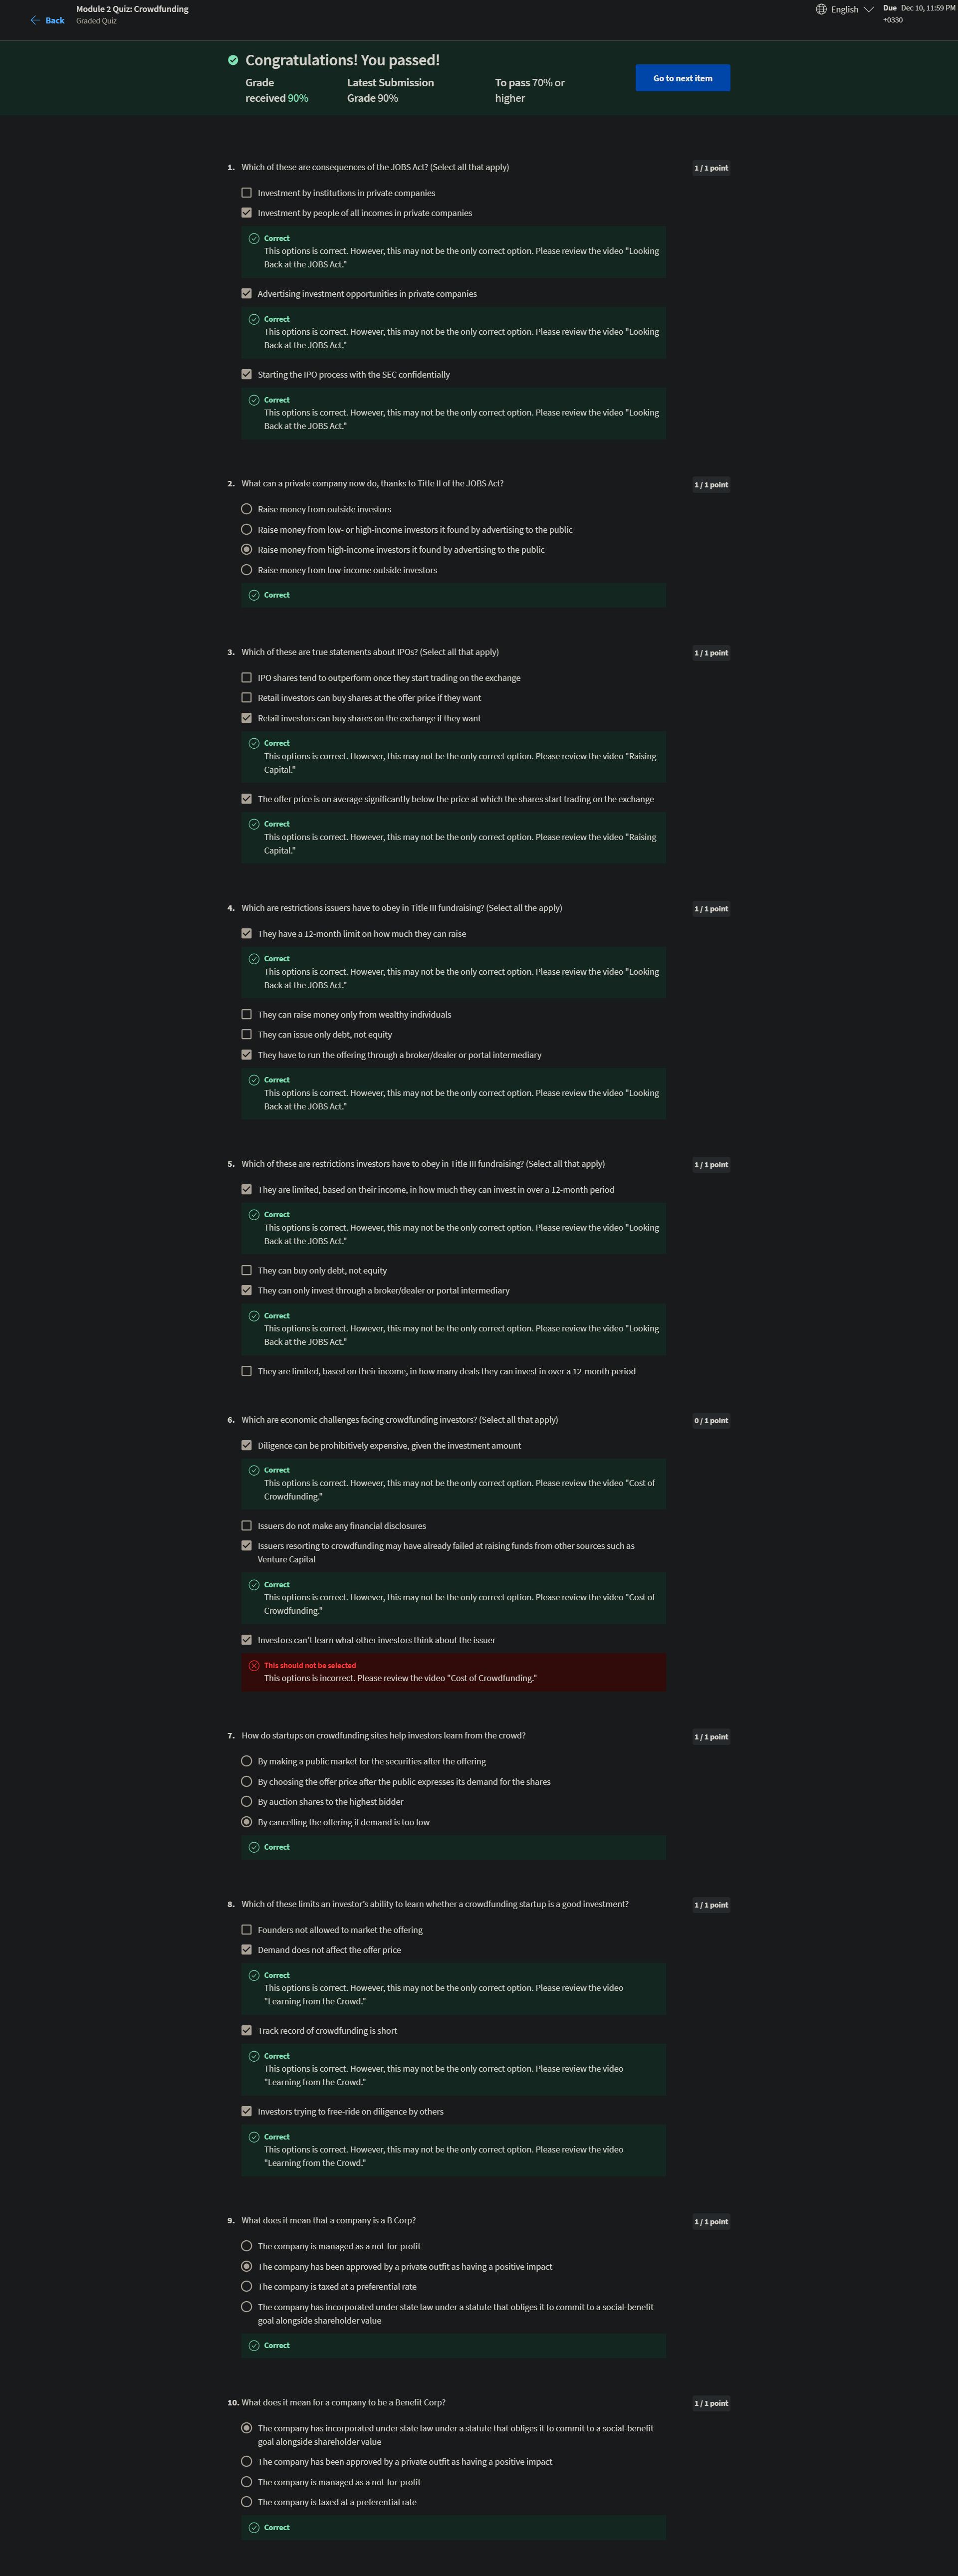 Back
Module 2 Quiz: Crowdfunding
Graded Quiz
English
Due Dec 10, 11:59 PM
+0330
Congratulations! You passed!
Grade
received 90%
Latest Submission
Grade 90%
To pass 70% or
higher
Go to next item
1. Which of these are consequences of the JOBS Act? (Select all that apply)
1 / 1 point
Investment by institutions in private companies
Investment by people of all incomes in private companies
Correct
This options is correct. However, this may not be the only correct option. Please review the video "Looking
Back at the JOBS Act."
Advertising investment opportunities in private companies
Correct
This options is correct. However, this may not be the only correct option. Please review the video "Looking
Back at the JOBS Act."
Starting the IPO process with the SEC confidentially
Correct
This options is correct. However, this may not be the only correct option. Please review the video "Looking
Back at the JOBS Act."
2. What can a private company now do, thanks to Title II of the JOBS Act?
1 / 1 point
Raise money from outside investors
Raise money from low- or high-income investors it found by advertising to the public
Raise money from high-income investors it found by advertising to the public
Raise money from low-income outside investors
Correct
3. Which of these are true statements about IPOs? (Select all that apply)
1 / 1 point
IPO shares tend to outperform once they start trading on the exchange
Retail investors can buy shares at the offer price if they want
Retail investors can buy shares on the exchange if they want
Correct
This options is correct. However, this may not be the only correct option. Please review the video "Raising
Capital."
The offer price is on average significantly below the price at which the shares start trading on the exchange
Correct
This options is correct. However, this may not be the only correct option. Please review the video "Raising
Capital."
4. Which are restrictions issuers have to obey in Title III fundraising? (Select all the apply)
1 / 1 point
They have a 12-month limit on how much they can raise
Correct
This options is correct. However, this may not be the only correct option. Please review the video "Looking
Back at the JOBS Act."
They can raise money only from wealthy individuals
They can issue only debt, not equity
They have to run the offering through a broker/dealer or portal intermediary
Correct
This options is correct. However, this may not be the only correct option. Please review the video "Looking
Back at the JOBS Act."
5. Which of these are restrictions investors have to obey in Title III fundraising? (Select all that apply)
1 / 1 point
They are limited, based on their income, in how much they can invest in over a 12-month period
Correct
This options is correct. However, this may not be the only correct option. Please review the video "Looking
Back at the JOBS Act."
They can buy only debt, not equity
They can only invest through a broker/dealer or portal intermediary
Correct
This options is correct. However, this may not be the only correct option. Please review the video "Looking
Back at the JOBS Act."
They are limited, based on their income, in how many deals they can invest in over a 12-month period
6. Which are economic challenges facing crowdfunding investors? (Select all that apply)
0 / 1 point
Diligence can be prohibitively expensive, given the investment amount
Correct
This options is correct. However, this may not be the only correct option. Please review the video "Cost of
Crowdfunding."
Issuers do not make any financial disclosures
Issuers resorting to crowdfunding may have already failed at raising funds from other sources such as
Venture Capital
Correct
This options is correct. However, this may not be the only correct option. Please review the video "Cost of
Crowdfunding."
Investors can't learn what other investors think about the issuer
This should not be selected
This options is incorrect. Please review the video "Cost of Crowdfunding."
7. How do startups on crowdfunding sites help investors learn from the crowd?
1 / 1 point
By making a public market for the securities after the offering
By choosing the offer price after the public expresses its demand for the shares
By auction shares to the highest bidder
By cancelling the offering if demand is too low
Correct
8. Which of these limits an investor's ability to learn whether a crowdfunding startup is a good investment?
1 / 1 point
Founders not allowed to market the offering
Demand does not affect the offer price
Correct
This options is correct. However, this may not be the only correct option. Please review the video
"Learning from the Crowd."
Track record of crowdfunding is short
Correct
This options is correct. However, this may not be the only correct option. Please review the video
"Learning from the Crowd."
Investors trying to free-ride on diligence by others
Correct
This options is correct. However, this may not be the only correct option. Please review the video
"Learning from the Crowd."
9. What does it mean that a company is a B Corp?
1 / 1 point
The company is managed as a not-for-profit
The company has been approved by a private outfit as having a positive impact
The company is taxed at a preferential rate
The company has incorporated under state law under a statute that obliges it to commit to a social-benefit
goal alongside shareholder value
Correct
10. What does it mean for a company to be a Benefit Corp?
1 / 1 point
The company has incorporated under state law under a statute that obliges it to commit to a social-benefit
goal alongside shareholder value
The company has been approved by a private outfit as having a positive impact
The company is managed as a not-for-profit
The company is taxed at a preferential rate
Correct